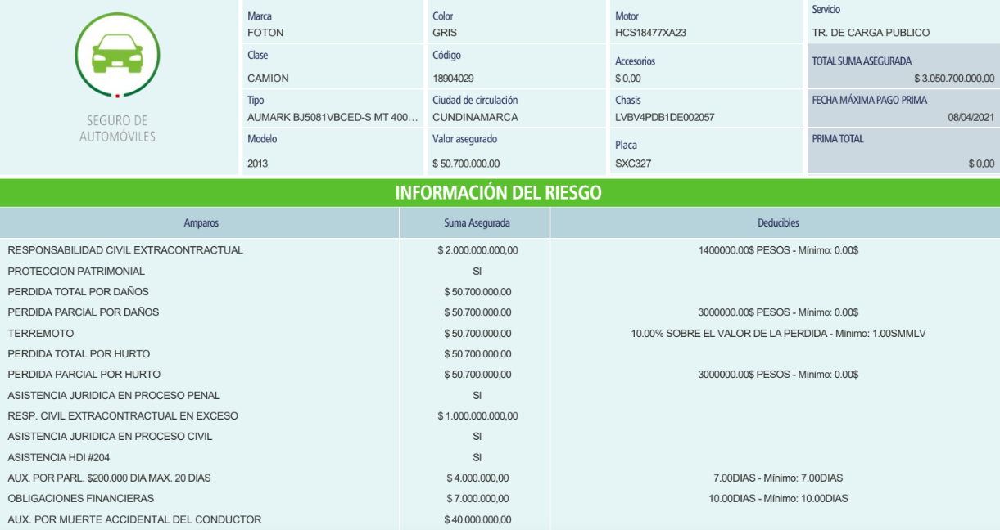 SEGURO DE
AUTOMÓVILES
Marca
FOTON
Color
GRIS
Motor
HCS18477XA23
Servicio
TR. DE CARGA PUBLICO
Clase
CAMION
Código
18904029
Accesorios
$ 0,00
TOTAL SUMA ASEGURADA
$ 3.050.700.000,00
Tipo
AUMARK BJ5081VBCED-S MT 400...
Ciudad de circulación
CUNDINAMARCA
Chasis
LVBV4PDB1DE002057
FECHA MÁXIMA PAGO PRIMA
08/04/2021
Modelo
2013
Valor asegurado
$ 50.700.000,00
Placa
SXC327
PRIMA TOTAL
$ 0,00
INFORMACIÓN DEL RIESGO
Amparos Suma Asegurada Deducibles
RESPONSABILIDAD CIVIL EXTRACONTRACTUAL $ 2.000.000.000,00 1400000.00$ PESOS - Mínimo: 0.00$
PROTECCION PATRIMONIAL SI
PERDIDA TOTAL POR DAÑOS $ 50.700.000,00
PERDIDA PARCIAL POR DAÑOS $ 50.700.000,00 3000000.00$ PESOS - Mínimo: 0.00$
TERREMOTO $ 50.700.000,00 10.00% SOBRE EL VALOR DE LA PERDIDA - Mínimo: 1.00SMMLV
PERDIDA TOTAL POR HURTO $ 50.700.000,00
PERDIDA PARCIAL POR HURTO $ 50.700.000,00 3000000.00$ PESOS - Mínimo: 0.00$
ASISTENCIA JURIDICA EN PROCESO PENAL SI
RESP. CIVIL EXTRACONTRACTUAL EN EXCESO $ 1.000.000.000,00
ASISTENCIA JURIDICA EN PROCESO CIVIL SI
ASISTENCIA HDI #204 SI
AUX. POR PARL. $200.000 DIA MAX. 20 DIAS $ 4.000.000,00 7.00DIAS - Mínimo: 7.00DIAS
OBLIGACIONES FINANCIERAS $ 7.000.000,00 10.00DIAS - Mínimo: 10.00DIAS
AUX. POR MUERTE ACCIDENTAL DEL CONDUCTOR $ 40.000.000,00